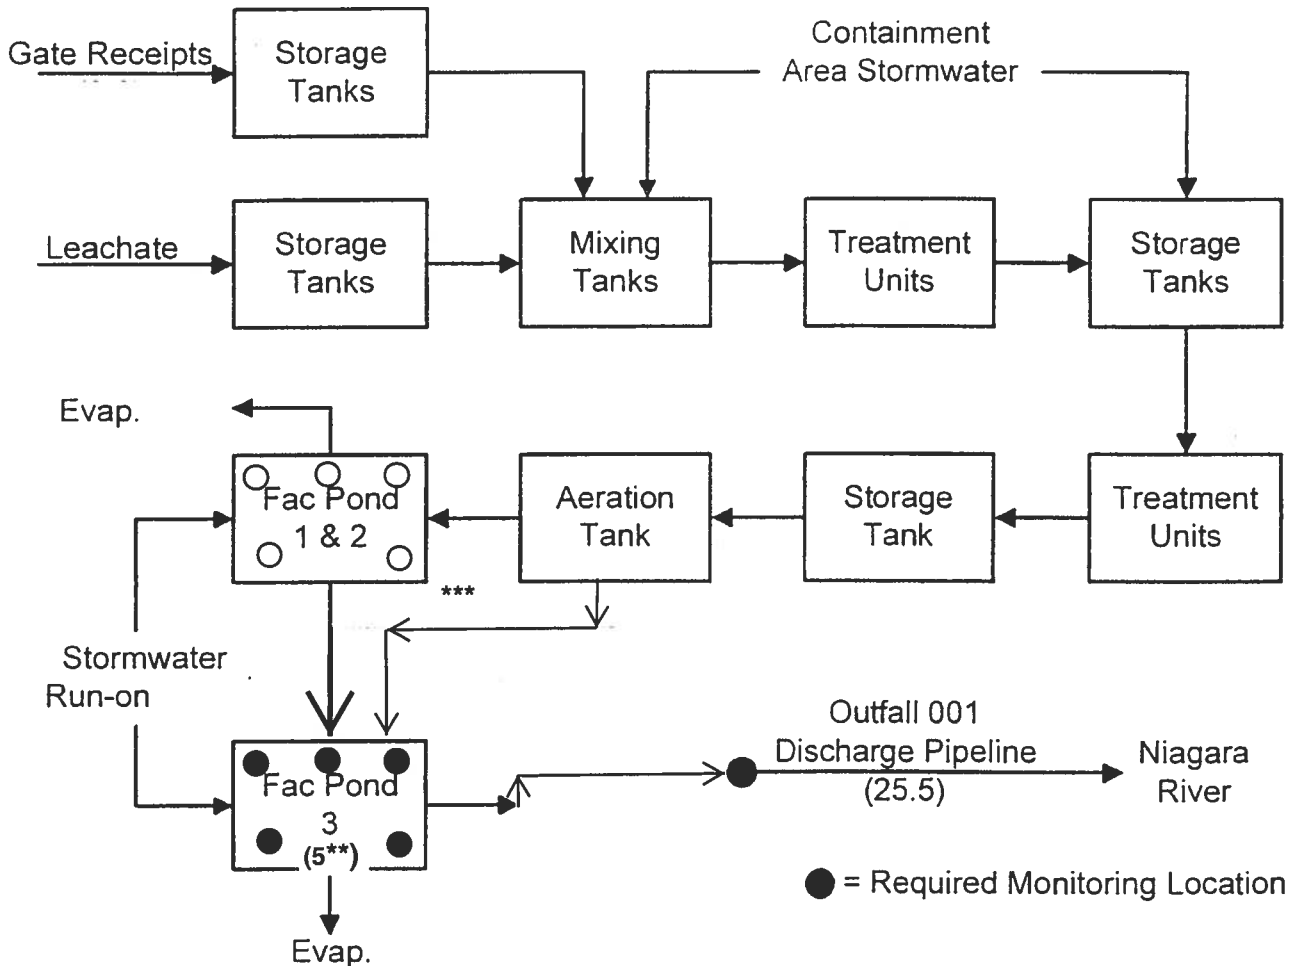 Gate Receipts
Storage
Tanks
Containment
Area Stormwater
Leachate
Storage
Tanks
Mixing
Tanks
Treatment
Units
Storage
Tanks
Evap.
Fac Pond
1 & 2
Aeration
Tank
Storage
Tank
Treatment
Units
***
Stormwater
Run-on
Fac Pond
3
(5**)
Outfall 001
Discharge Pipeline
(25.5)
Niagara
River
= Required Monitoring Location
Evap.